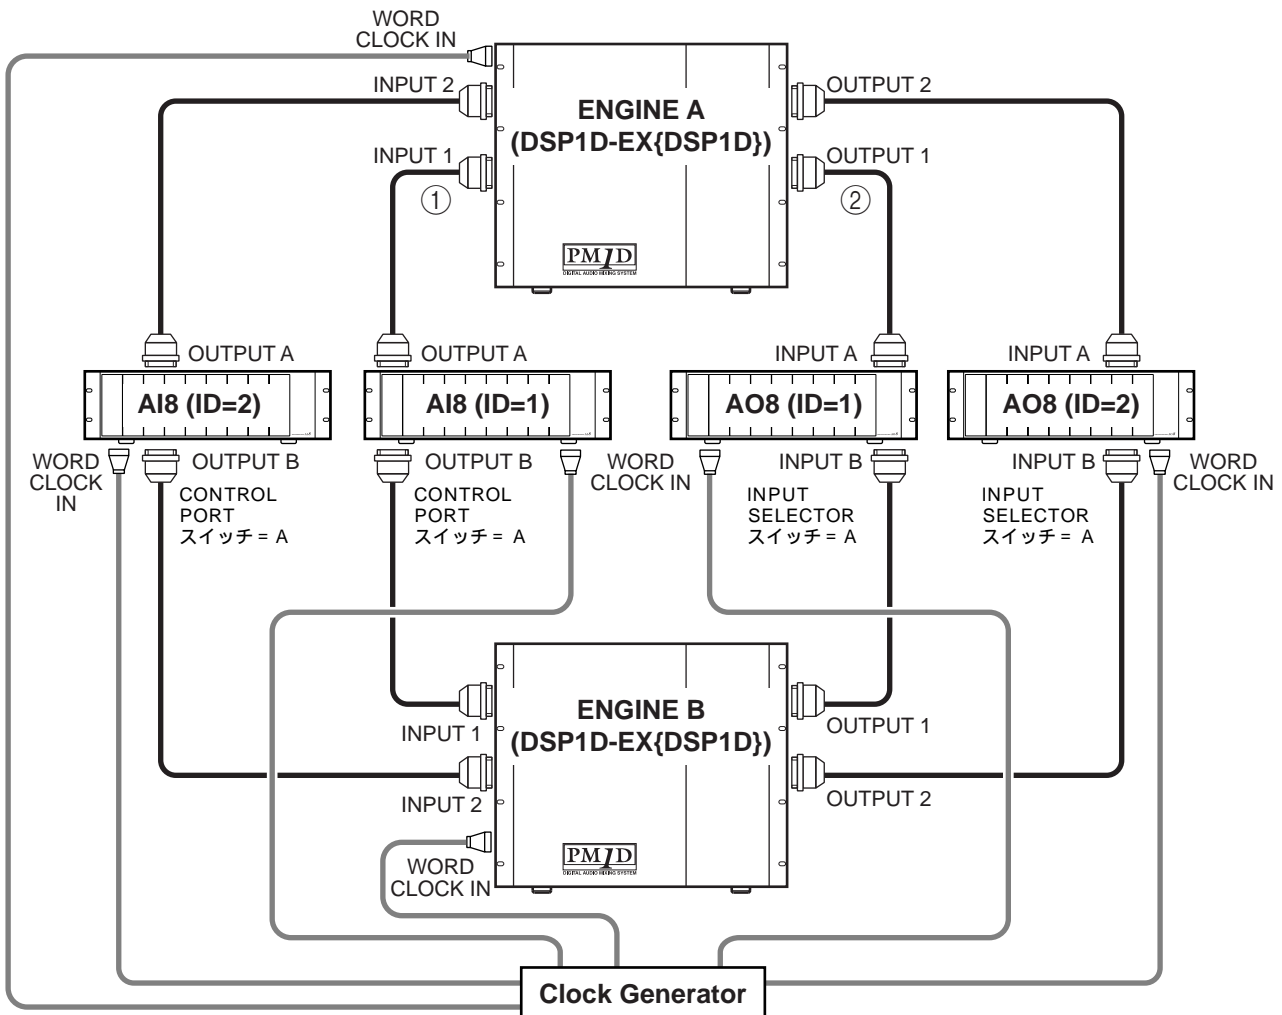 WORD
CLOCK IN
INPUT 2
OUTPUT 2
ENGINE A
(DSP1D-EX{DSP1D})
INPUT 1
OUTPUT 1
①
②
PM1D
DIGITAL AUDIO MIXING SYSTEM
OUTPUT A
OUTPUT A
INPUT A
INPUT A
AI8 (ID=2)
AI8 (ID=1)
AO8 (ID=1)
AO8 (ID=2)
WORD
CLOCK
IN
OUTPUT B
CONTROL
PORT
スイッチ = A
OUTPUT B
CONTROL
PORT
スイッチ = A
WORD
CLOCK IN
INPUT B
INPUT
SELECTOR
スイッチ = A
INPUT B
INPUT
SELECTOR
スイッチ = A
WORD
CLOCK IN
ENGINE B
(DSP1D-EX{DSP1D})
INPUT 1
OUTPUT 1
INPUT 2
OUTPUT 2
WORD
CLOCK IN
PM1D
DIGITAL AUDIO MIXING SYSTEM
Clock Generator